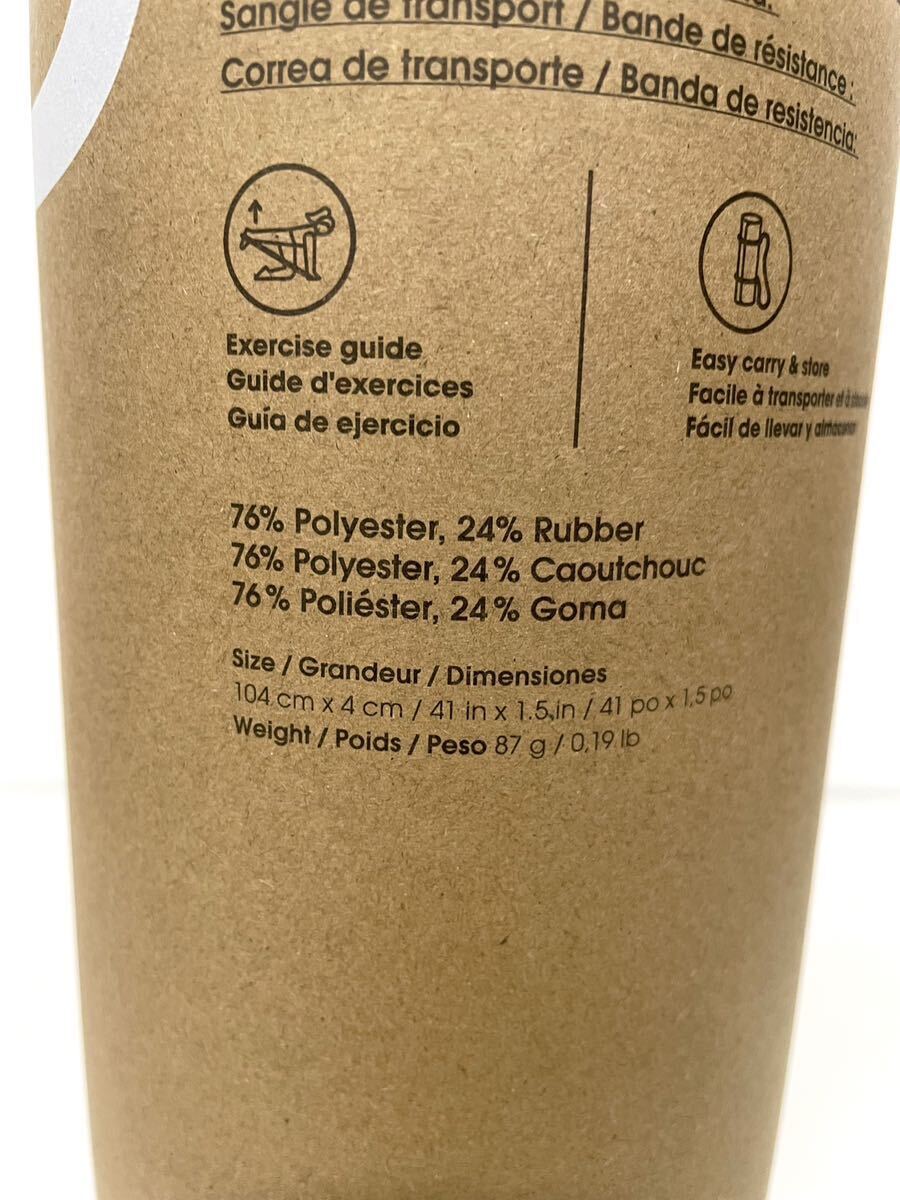 Sangle de transport / Bande de résistance :
Correa de transporte / Banda de resistencia:
Exercise guide
Guide d'exercices
Guía de ejercicio
Easy carry & store
Facile à transporter et à
Fácil de llevar y almacenar
76% Polyester, 24% Rubber
76% Polyester, 24% Caoutchouc
76% Poliéster, 24% Goma
Size / Grandeur / Dimensiones
104 cm x 4 cm / 41 in x 1.5 in / 41 po x 1,5 po
Weight / Poids / Peso 87 g / 0,19 lb